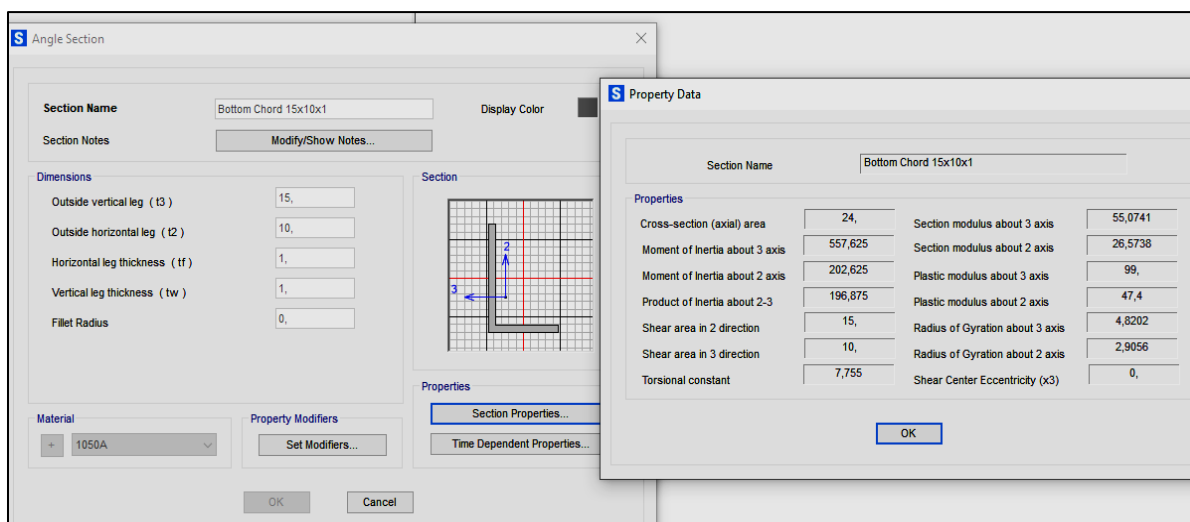 S Angle Section
Section Name Bottom Chord 15x10x1 Display Color
Section Notes Modify/Show Notes...
Dimensions
Outside vertical leg ( t3 ) 15,
Outside horizontal leg ( t2 ) 10,
Horizontal leg thickness ( tf ) 1,
Vertical leg thickness ( tw ) 1,
Fillet Radius 0,
Section
2
3
Properties
Section Properties...
Time Dependent Properties...
Material
+ 1050A
Property Modifiers
Set Modifiers...
OK Cancel
S Property Data
Section Name Bottom Chord 15x10x1
Properties
Cross-section (axial) area 24, Section modulus about 3 axis 55,0741
Moment of Inertia about 3 axis 557,625 Section modulus about 2 axis 26,5738
Moment of Inertia about 2 axis 202,625 Plastic modulus about 3 axis 99,
Product of Inertia about 2-3 196,875 Plastic modulus about 2 axis 47,4
Shear area in 2 direction 15, Radius of Gyration about 3 axis 4,8202
Shear area in 3 direction 10, Radius of Gyration about 2 axis 2,9056
Torsional constant 7,755 Shear Center Eccentricity (x3) 0,
OK